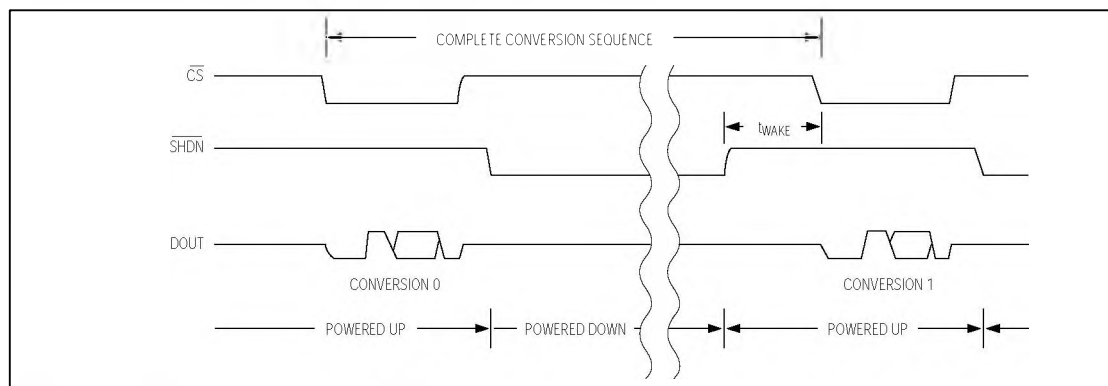 COMPLETE CONVERSION SEQUENCE
CS
tWAKE
SHDN
DOUT
CONVERSION 0
CONVERSION 1
POWERED UP
POWERED DOWN
POWERED UP